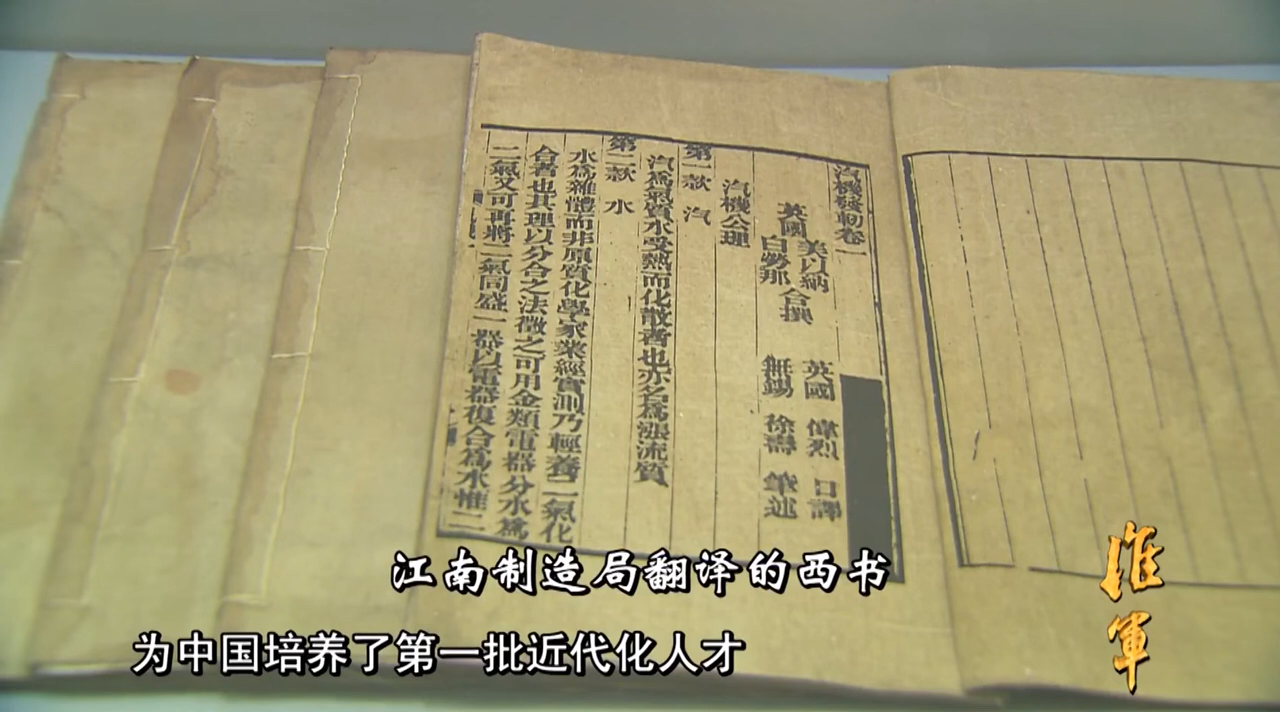 汽機發軔卷一
英國 美以納 合撰 英國 偉烈 口譯
白勞那 無錫 徐壽 筆述
汽機公理
第一款 汽
汽爲氣質水受熱而化散者也亦名爲漲流質
第二款 水
水爲雜體而非原質化學家業經實測乃輕養二氣化
合者也其理以分合之法徵之可用金類電器分水爲
二氣又可再將二氣同盛一器以電器復合爲水惟二
江南制造局翻译的西书
为中国培养了第一批近代化人才
淮軍